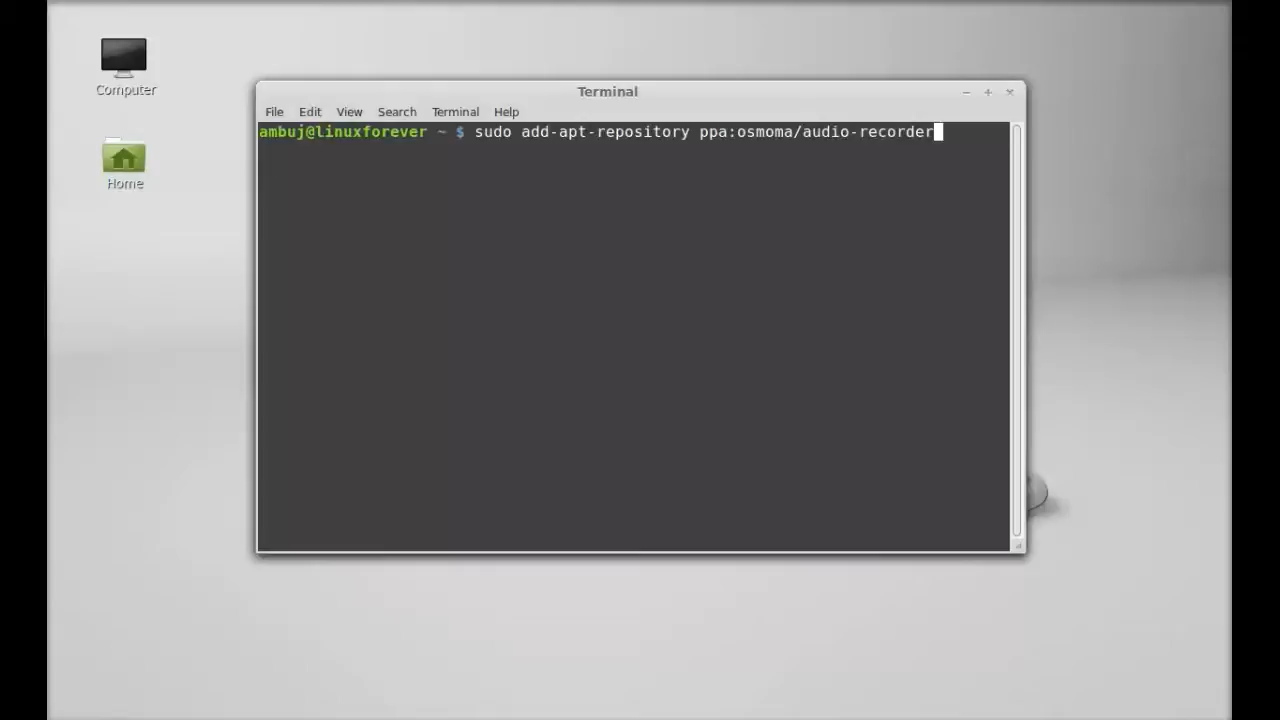 Computer
Home
Terminal
File Edit View Search Terminal Help
ambuj@linuxforever ~ $ sudo add-apt-repository ppa:osmoma/audio-recorder